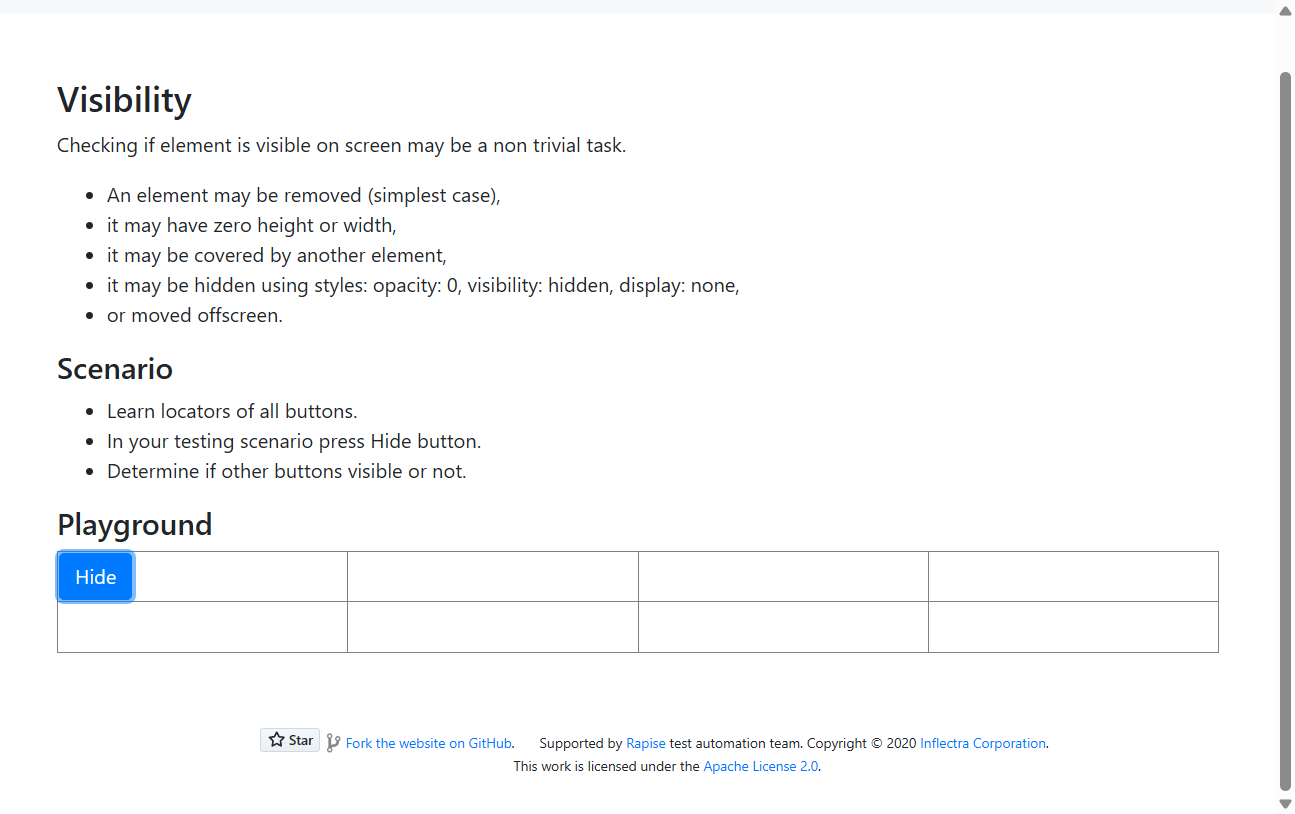 Visibility
Checking if element is visible on screen may be a non trivial task.
An element may be removed (simplest case),
it may have zero height or width,
it may be covered by another element,
it may be hidden using styles: opacity: 0, visibility: hidden, display: none,
or moved offscreen.
Scenario
Learn locators of all buttons.
In your testing scenario press Hide button.
Determine if other buttons visible or not.
Playground
Hide
Star Fork the website on GitHub. Supported by Rapise test automation team. Copyright © 2020 Inflectra Corporation.
This work is licensed under the Apache License 2.0.